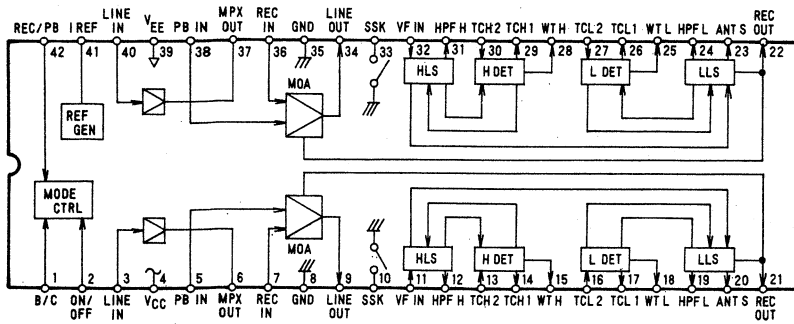 REC/PB I REF LINE IN VEE PB IN MPX OUT REC IN GND LINE OUT SSK VF IN HPF H TCH2 TCH1 WT H TCL2 TCL1 WT L HPF L ANT S REC OUT
42 41 40 39 38 37 36 35 34 33 32 31 30 29 28 27 26 25 24 23 22
HLS H DET L DET LLS
MOA
REF GEN
MODE CTRL
MOA
HLS H DET L DET LLS
1 2 3 4 5 6 7 8 9 10 11 12 13 14 15 16 17 18 19 20 21
B/C ON/OFF LINE IN VCC PB IN MPX OUT REC IN GND LINE OUT SSK VF IN HPF H TCH2 TCH1 WT H TCL2 TCL1 WT L HPF L ANT S REC OUT